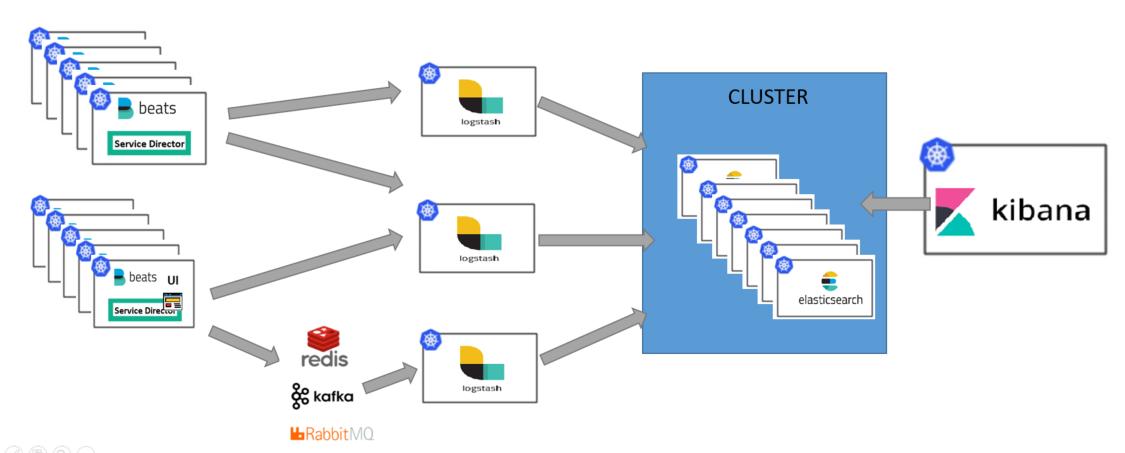 beats
Service Director
beats UI
Service Director
redis
kafka
RabbitMQ
logstash
logstash
logstash
CLUSTER
elasticsearch
kibana